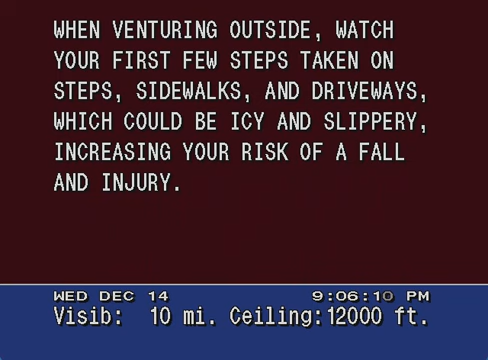 WHEN VENTURING OUTSIDE, WATCH
YOUR FIRST FEW STEPS TAKEN ON
STEPS, SIDEWALKS, AND DRIVEWAYS,
WHICH COULD BE ICY AND SLIPPERY,
INCREASING YOUR RISK OF A FALL
AND INJURY.
WED DEC 14 9:06:10 PM
Visib: 10 mi. Ceiling:12000 ft.